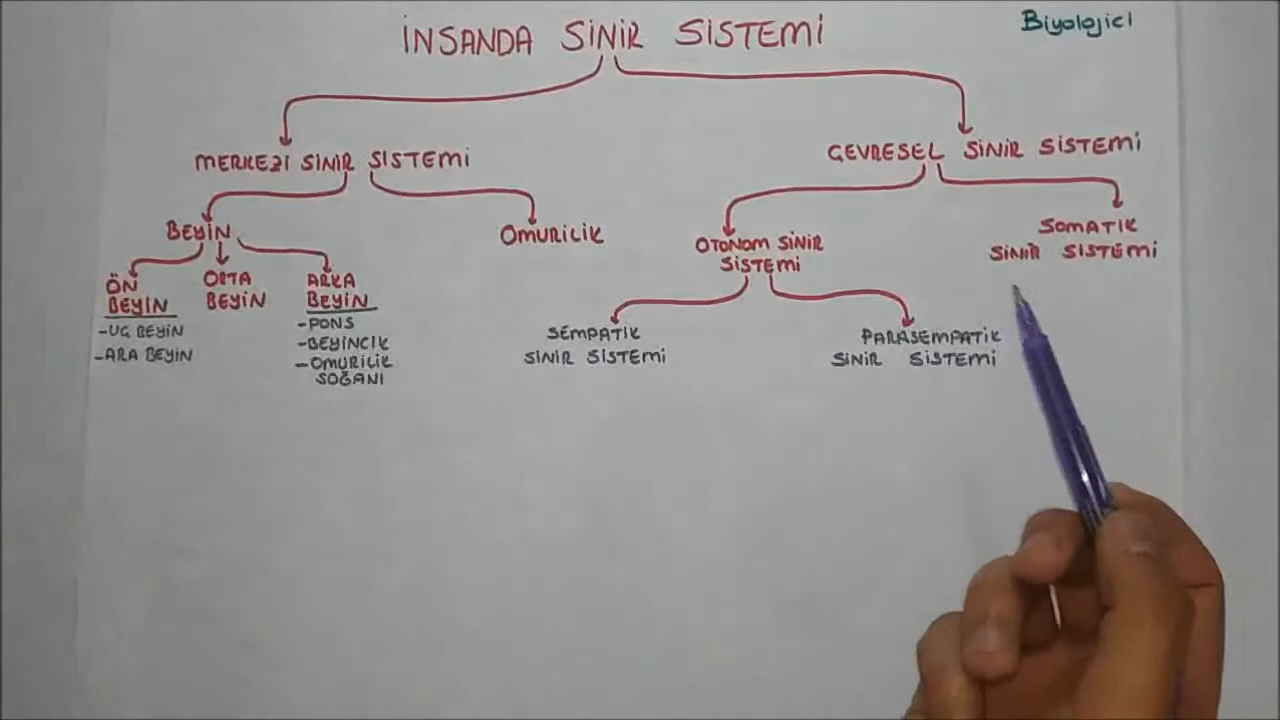 İNSANDA SİNİR SİSTEMİ
Biyolojici
MERKEZİ SİNİR SİSTEMİ
ÇEVRESEL SİNİR SİSTEMİ
BEYİN
OMURİLİK
OTONOM SİNİR
SİSTEMİ
SOMATİK
SİNİR SİSTEMİ
ÖN
BEYİN
-UÇ BEYİN
-ARA BEYİN
ORTA
BEYİN
ARKA
BEYİN
-PONS
-BEYİNCİK
-OMURİLİK
SOĞANI
SEMPATİK
SİNİR SİSTEMİ
PARASEMPATİK
SİNİR SİSTEMİ